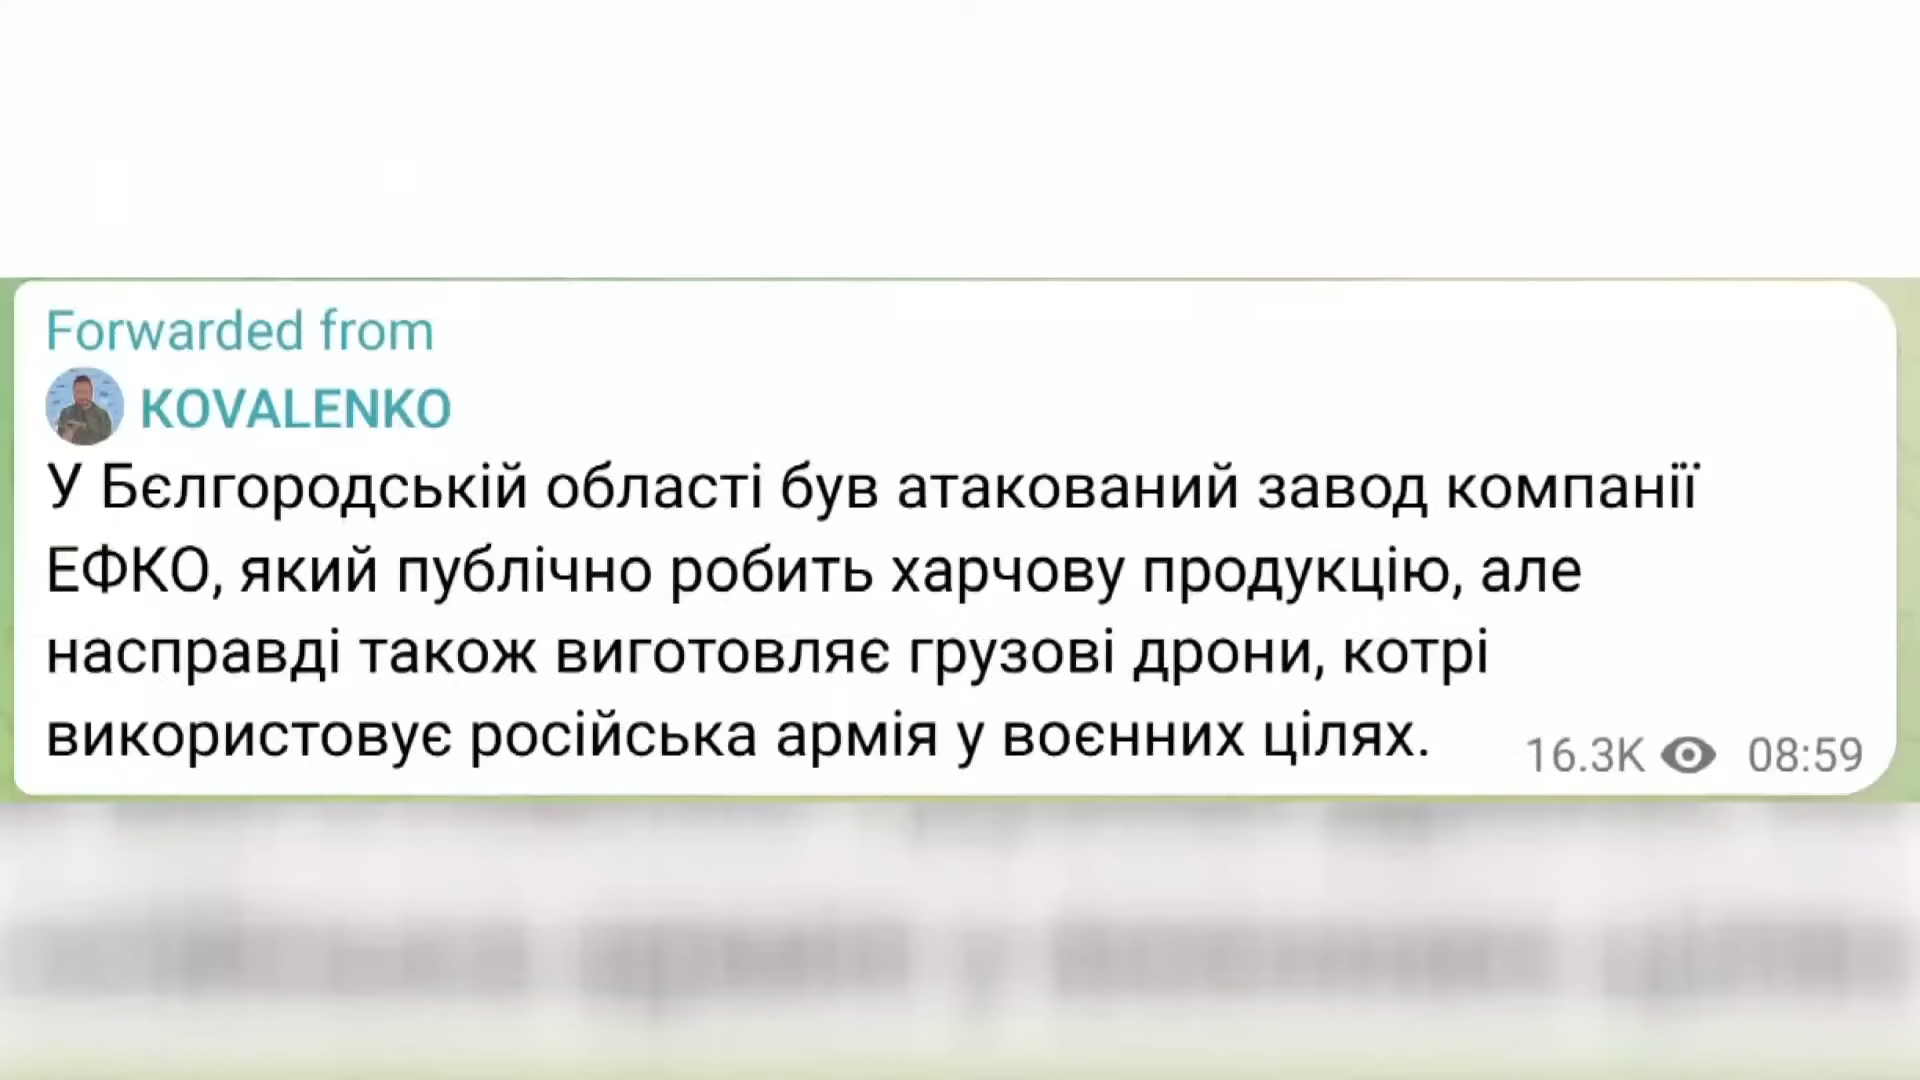 Forwarded from
KOVALENKO
У Бєлгородській області був атакований завод компанії
ЕФКО, який публічно робить харчову продукцію, але
насправді також виготовляє грузові дрони, котрі
використовує російська армія у воєнних цілях.
16.3K 08:59